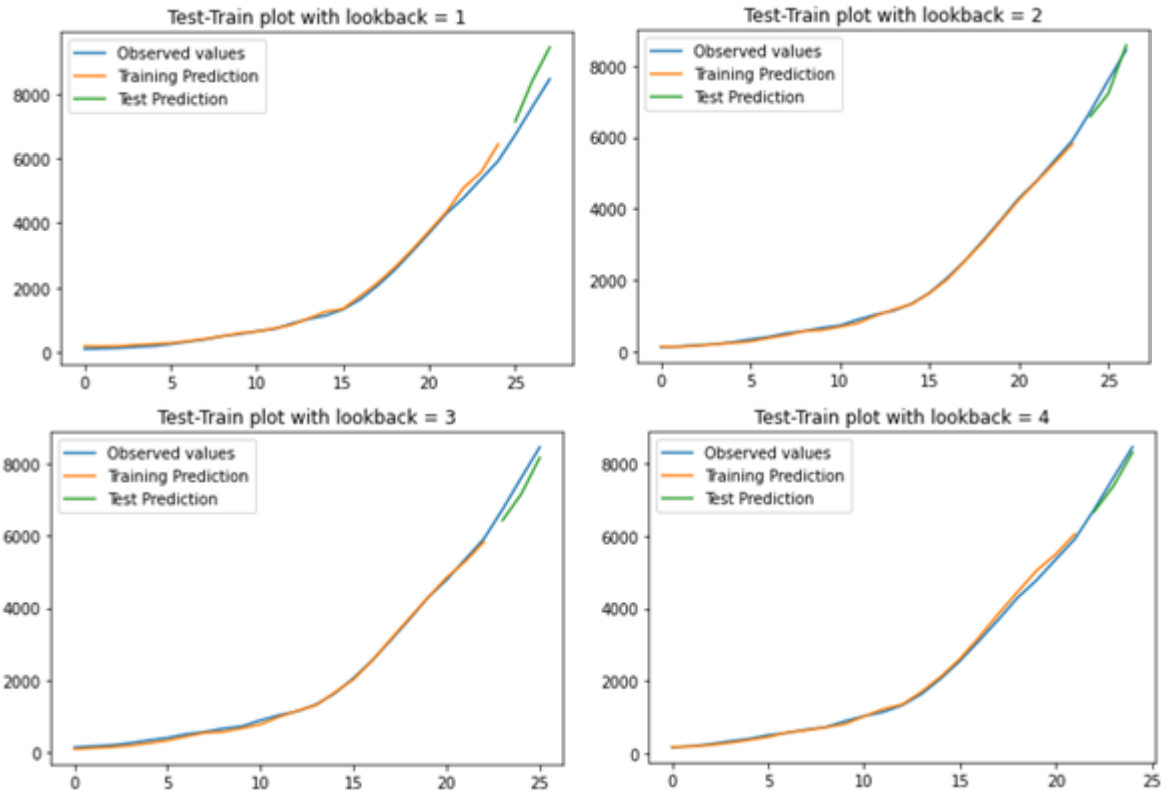 Test-Train plot with lookback = 1
Observed values
Training Prediction
Test Prediction
8000
6000
4000
2000
0
0 5 10 15 20 25
Test-Train plot with lookback = 2
Observed values
Training Prediction
Test Prediction
8000
6000
4000
2000
0
0 5 10 15 20 25
Test-Train plot with lookback = 3
Observed values
Training Prediction
Test Prediction
8000
6000
4000
2000
0
0 5 10 15 20 25
Test-Train plot with lookback = 4
Observed values
Training Prediction
Test Prediction
8000
6000
4000
2000
0
0 5 10 15 20 25